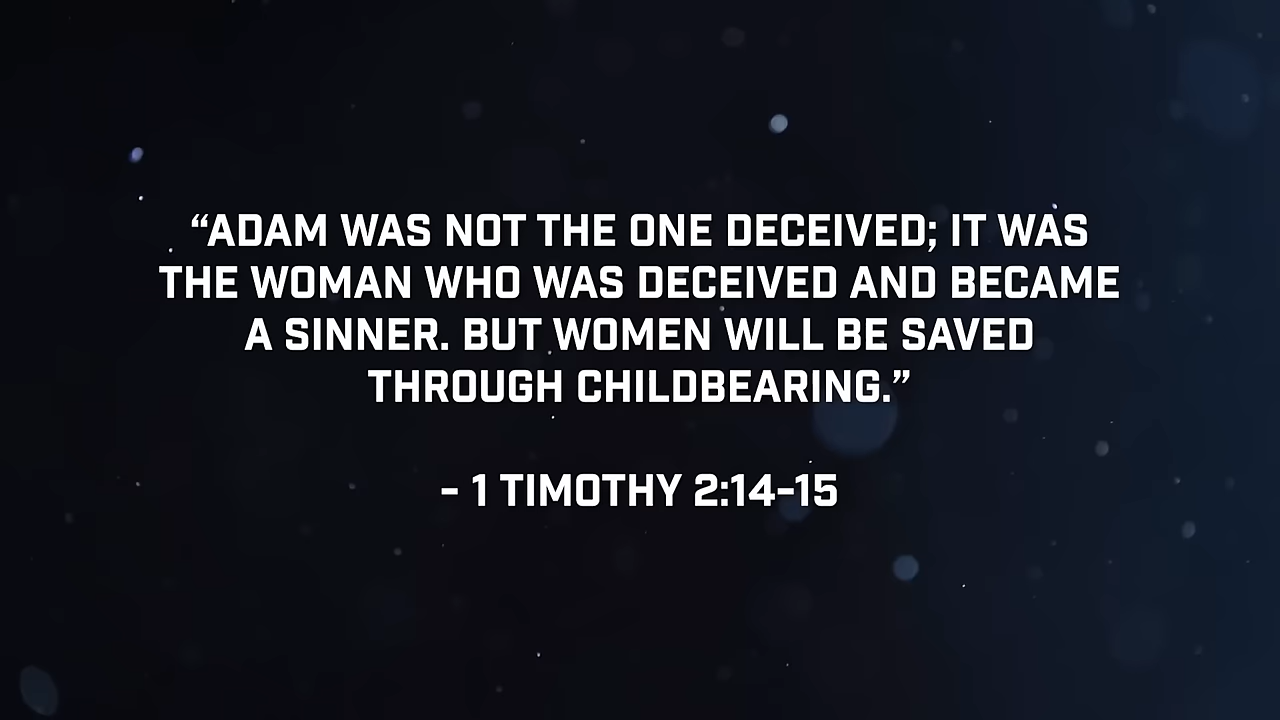 “ADAM WAS NOT THE ONE DECEIVED; IT WAS
THE WOMAN WHO WAS DECEIVED AND BECAME
A SINNER. BUT WOMEN WILL BE SAVED
THROUGH CHILDBEARING.”
- 1 TIMOTHY 2:14-15